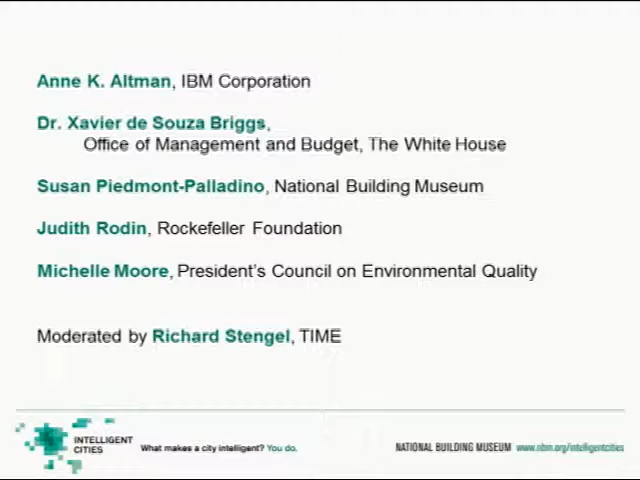 Anne K. Altman, IBM Corporation
Dr. Xavier de Souza Briggs,
Office of Management and Budget, The White House
Susan Piedmont-Palladino, National Building Museum
Judith Rodin, Rockefeller Foundation
Michelle Moore, President's Council on Environmental Quality
Moderated by Richard Stengel, TIME
INTELLIGENT
CITIES
What makes a city intelligent? You do.
NATIONAL BUILDING MUSEUM www.nbm.org/intelligentcities